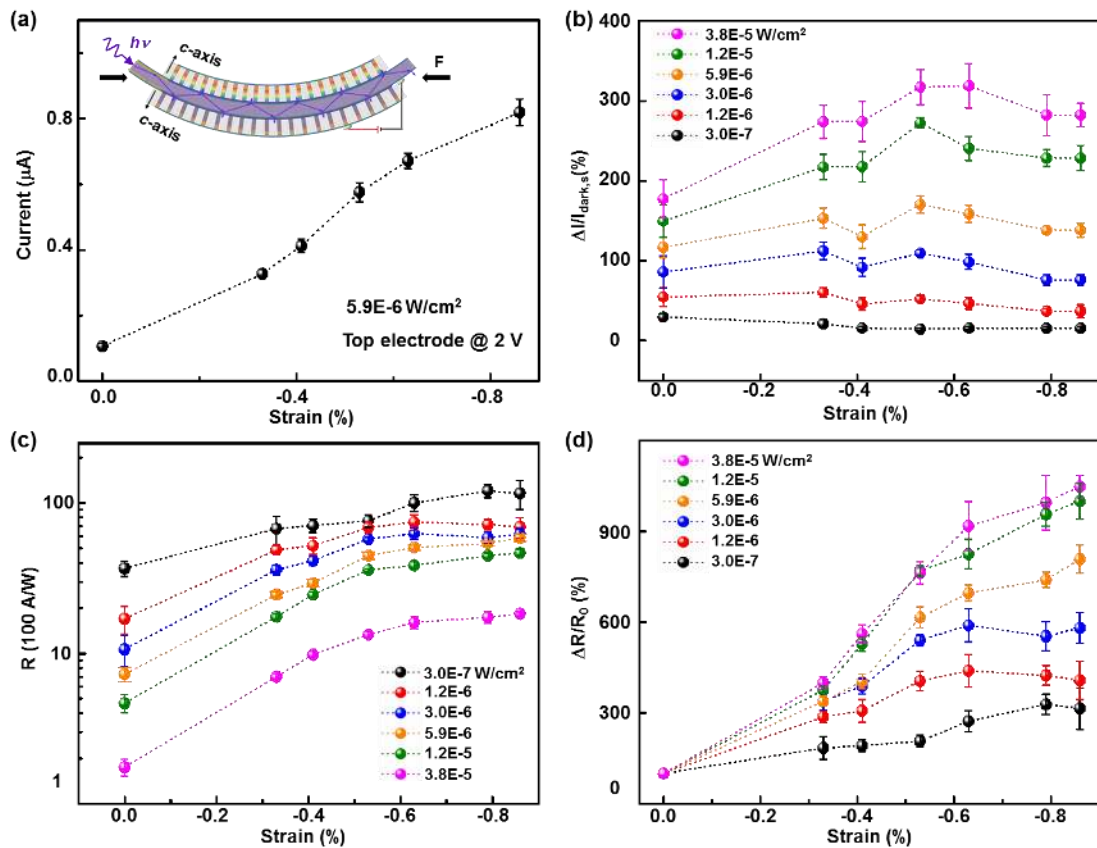 (a)
hν
c-axis
c-axis
F
Current (μA)
0.8
0.4
0.0
5.9E-6 W/cm²
Top electrode @ 2 V
0.0 -0.4 -0.8
Strain (%)
(b)
ΔI/I_dark,s (%)
400
300
200
100
0
3.8E-5 W/cm²
1.2E-5
5.9E-6
3.0E-6
1.2E-6
3.0E-7
0.0 -0.2 -0.4 -0.6 -0.8
Strain (%)
(c)
R (100 A/W)
100
10
1
3.0E-7 W/cm²
1.2E-6
3.0E-6
5.9E-6
1.2E-5
3.8E-5
0.0 -0.2 -0.4 -0.6 -0.8
Strain (%)
(d)
ΔR/R₀ (%)
900
600
300
0
3.8E-5 W/cm²
1.2E-5
5.9E-6
3.0E-6
1.2E-6
3.0E-7
0.0 -0.2 -0.4 -0.6 -0.8
Strain (%)